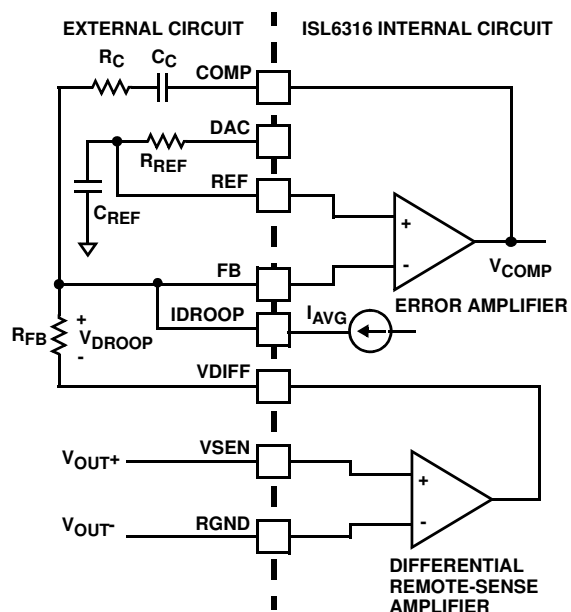 EXTERNAL CIRCUIT
ISL6316 INTERNAL CIRCUIT
RC
CC
COMP
DAC
RREF
REF
CREF
+
-
VCOMP
FB
ERROR AMPLIFIER
IDROOP
IAVG
RFB
+
VDROOP
-
VDIFF
VSEN
VOUT+
+
-
VOUT-
RGND
DIFFERENTIAL
REMOTE-SENSE
AMPLIFIER